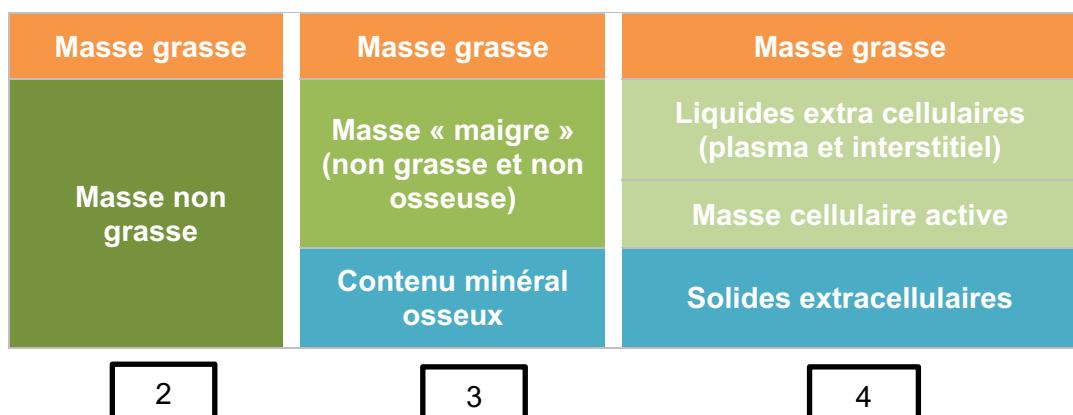 Masse grasse
Masse non
grasse
2
Masse grasse
Masse « maigre »
(non grasse et non
osseuse)
Contenu minéral
osseux
3
Masse grasse
Liquides extra cellulaires
(plasma et interstitiel)
Masse cellulaire active
Solides extracellulaires
4